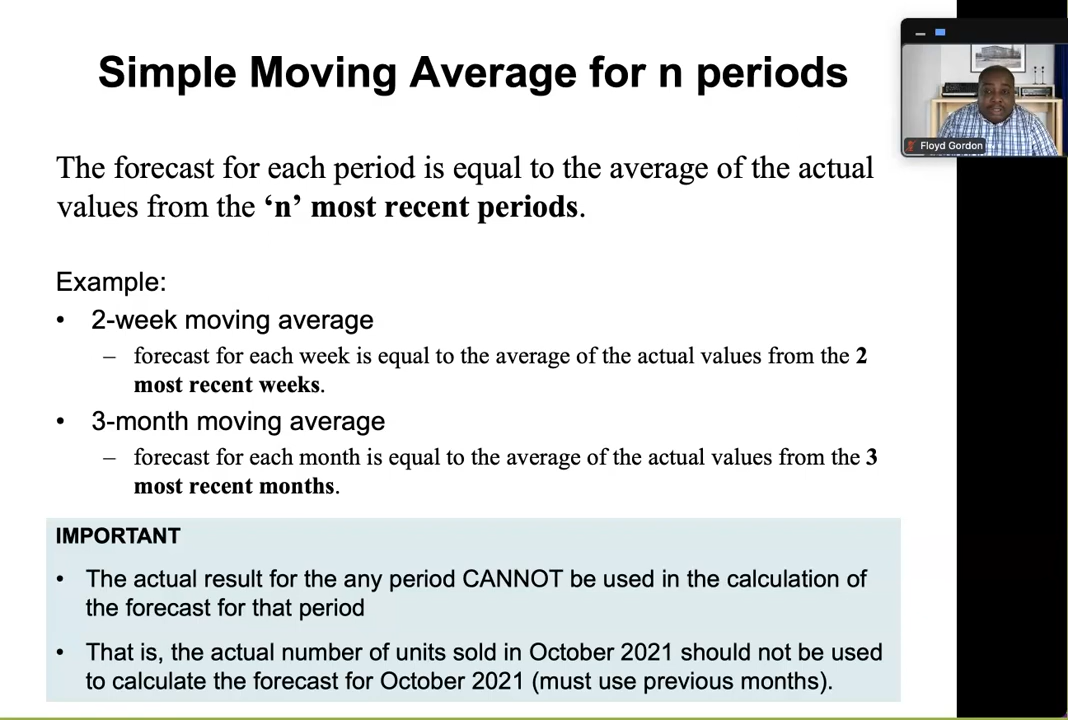 Simple Moving Average for n periods
Floyd Gordon
The forecast for each period is equal to the average of the actual
values from the ‘n’ most recent periods.
Example:
• 2-week moving average
– forecast for each week is equal to the average of the actual values from the 2
most recent weeks.
• 3-month moving average
– forecast for each month is equal to the average of the actual values from the 3
most recent months.
IMPORTANT
• The actual result for the any period CANNOT be used in the calculation of
the forecast for that period
• That is, the actual number of units sold in October 2021 should not be used
to calculate the forecast for October 2021 (must use previous months).